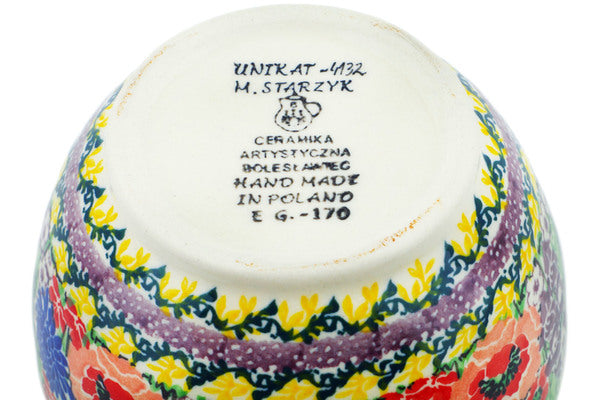 UNIKAT-4132
M. STARZYK
CERAMIKA
ARTYSTYCZNA
BOLESŁAWIEC
HAND MADE
IN POLAND
E G.-170